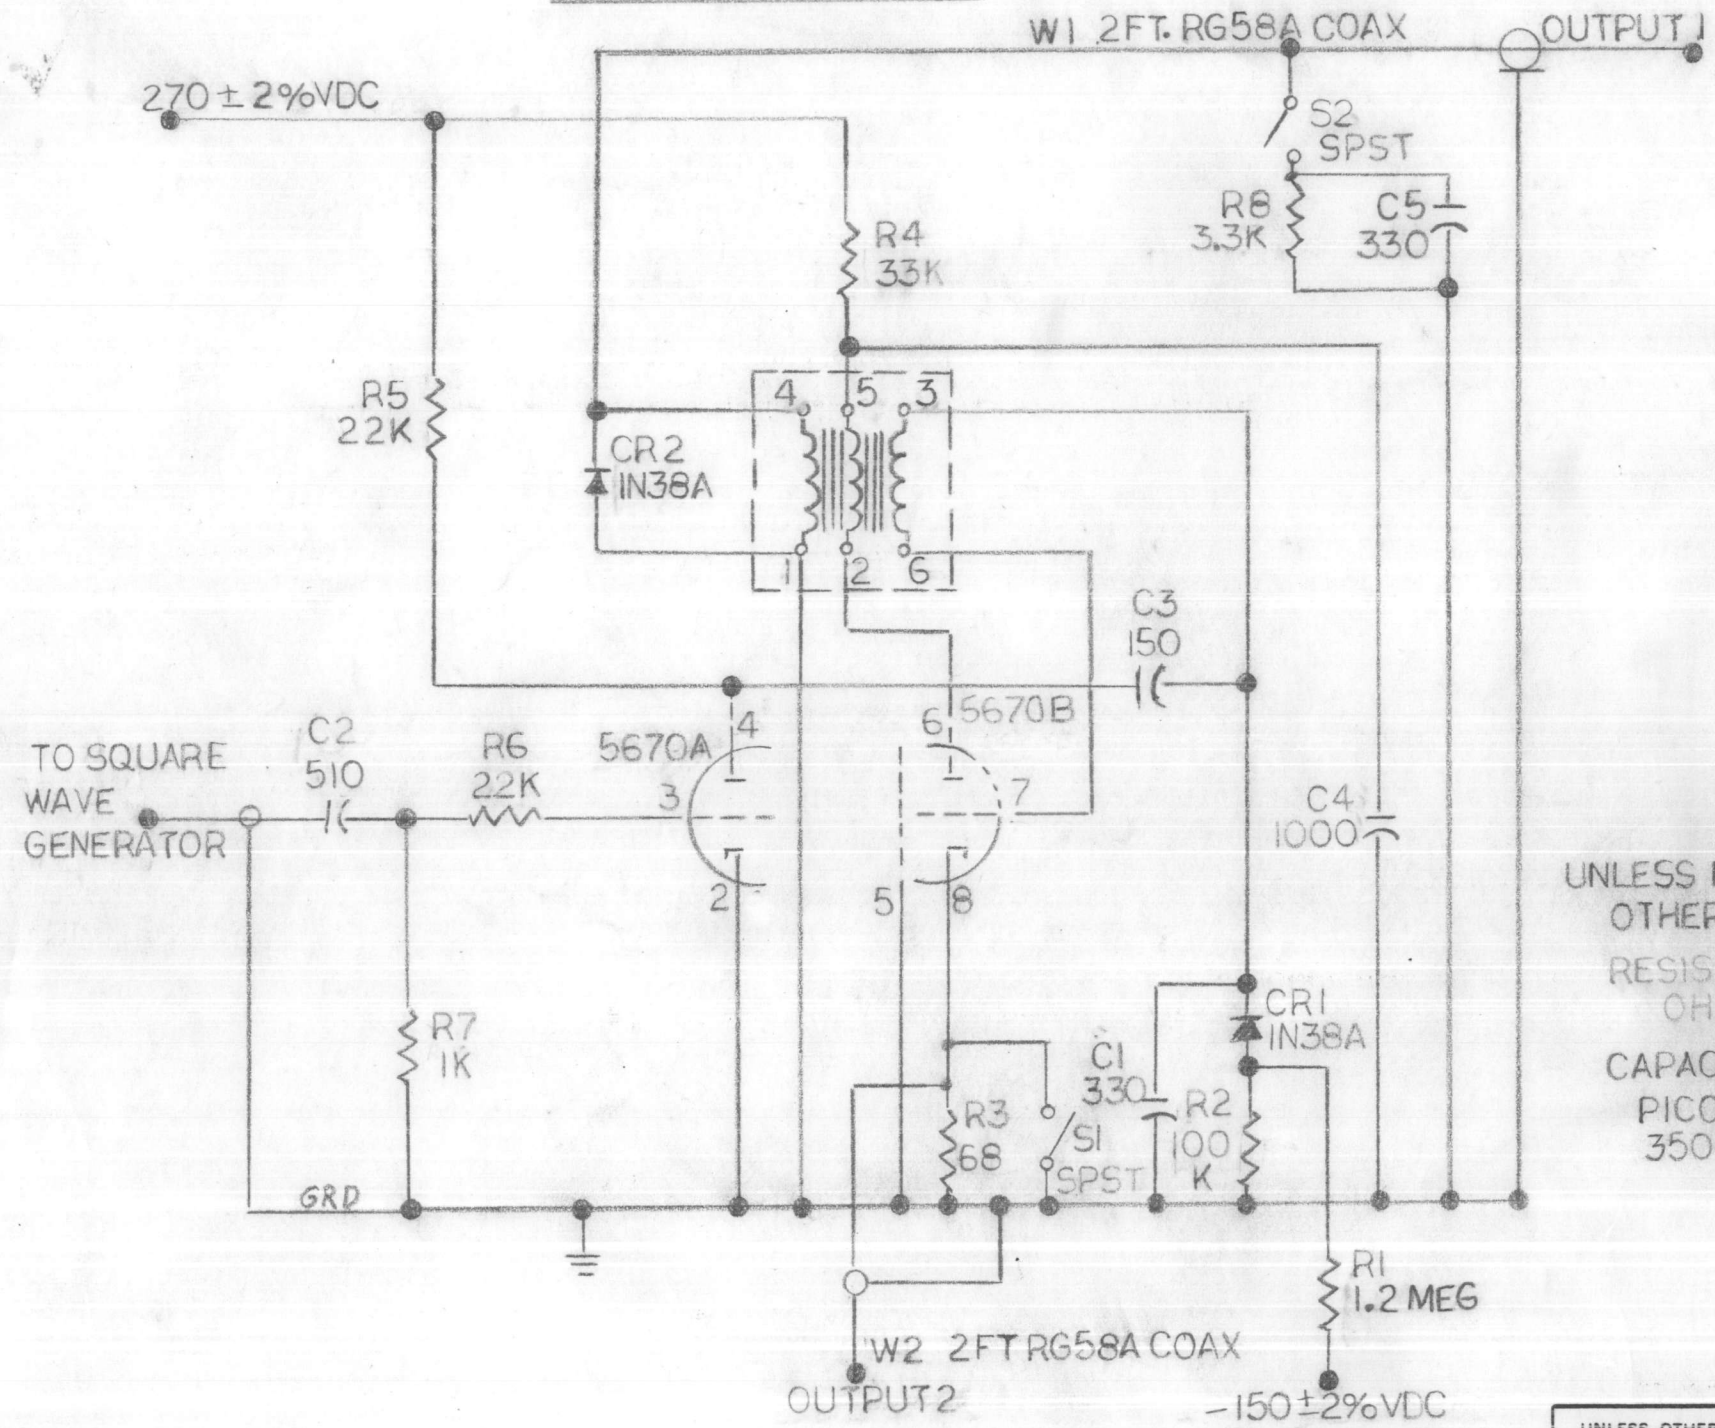 W1 2FT. RG58A COAX
OUTPUT 1
270 ± 2% VDC
S2
SPST
R8
3.3K
C5
330
R4
33K
R5
22K
4 5 3
CR2
IN38A
1 2 6
C3
150
4
6 5670B
5670A
TO SQUARE
WAVE
GENERATOR
C2
510
R6
22K
3
7
2
5 8
C4
1000
UNLESS
CR1
IN38A
R7
1K
C1
330
R2
100
K
R3
68
S1
SPST
350
GRD
R1
1.2 MEG
W2 2FT RG58A COAX
OUTPUT 2
-150 ±2% VDC
UNLESS